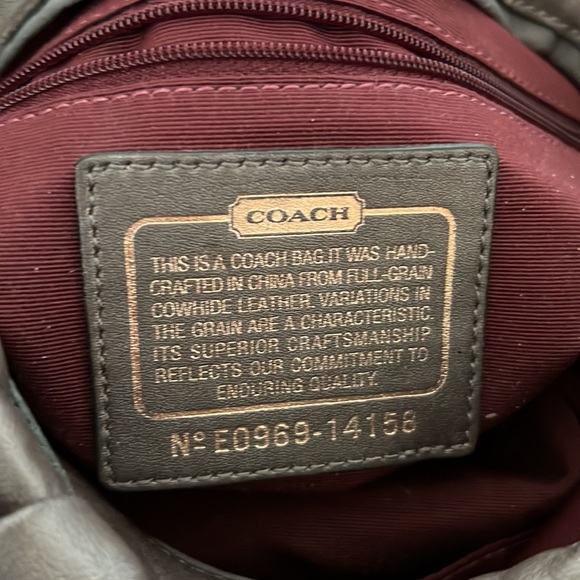 COACH
THIS IS A COACH BAG.IT WAS HAND-
CRAFTED IN CHINA FROM FULL-GRAIN
COWHIDE LEATHER. VARIATIONS IN
THE GRAIN ARE A CHARACTERISTIC.
ITS SUPERIOR CRAFTSMANSHIP
REFLECTS OUR COMMITMENT TO
ENDURING QUALITY.
Nº E0969-14158